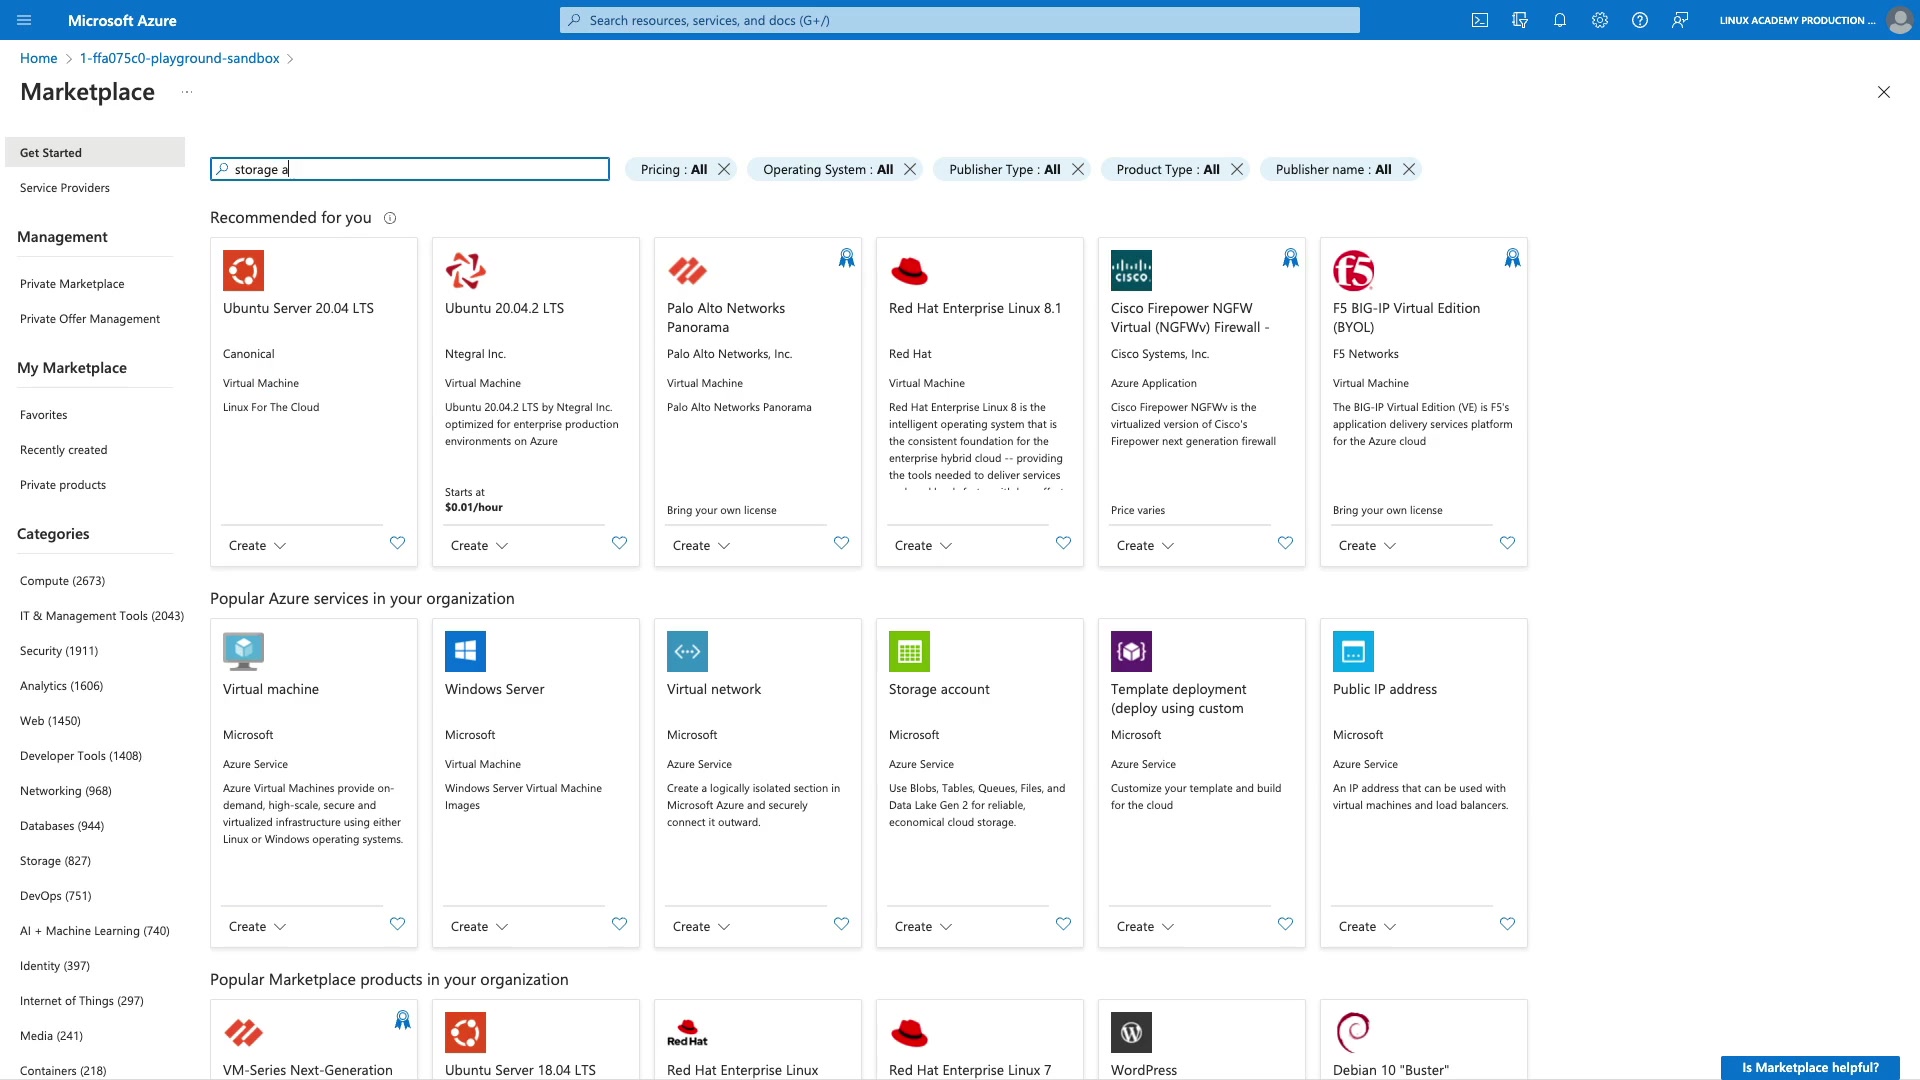 Microsoft Azure
Search resources, services, and docs (G+/)
LINUX ACADEMY PRODUCTION ...
Home
1-ffa075c0-playground-sandbox
Marketplace
...
Get Started
Service Providers
Management
Private Marketplace
Private Offer Management
My Marketplace
Favorites
Recently created
Private products
Categories
Compute (2673)
IT & Management Tools (2043)
Security (1911)
Analytics (1606)
Web (1450)
Developer Tools (1408)
Networking (968)
Databases (944)
Storage (827)
DevOps (751)
AI + Machine Learning (740)
Identity (397)
Internet of Things (297)
Media (241)
Containers (218)
storage a
Pricing : All
Operating System : All
Publisher Type : All
Product Type : All
Publisher name : All
Recommended for you
Ubuntu Server 20.04 LTS
Canonical
Virtual Machine
Linux For The Cloud
Create
Ubuntu 20.04.2 LTS
Ntegral Inc.
Virtual Machine
Ubuntu 20.04.2 LTS by Ntegral Inc.
optimized for enterprise production
environments on Azure
Starts at
$0.01/hour
Create
Palo Alto Networks
Panorama
Palo Alto Networks, Inc.
Virtual Machine
Palo Alto Networks Panorama
Bring your own license
Create
Red Hat Enterprise Linux 8.1
Red Hat
Virtual Machine
Red Hat Enterprise Linux 8 is the
intelligent operating system that is
the consistent foundation for the
enterprise hybrid cloud -- providing
the tools needed to deliver services
Create
CISCO
Cisco Firepower NGFW
Virtual (NGFWv) Firewall -
Cisco Systems, Inc.
Azure Application
Cisco Firepower NGFWv is the
virtualized version of Cisco's
Firepower next generation firewall
Price varies
Create
f5
F5 BIG-IP Virtual Edition
(BYOL)
F5 Networks
Virtual Machine
The BIG-IP Virtual Edition (VE) is F5's
application delivery services platform
for the Azure cloud
Bring your own license
Create
Popular Azure services in your organization
Virtual machine
Microsoft
Azure Service
Azure Virtual Machines provide on-
demand, high-scale, secure and
virtualized infrastructure using either
Linux or Windows operating systems.
Create
Windows Server
Microsoft
Virtual Machine
Windows Server Virtual Machine
Images
Create
Virtual network
Microsoft
Azure Service
Create a logically isolated section in
Microsoft Azure and securely
connect it outward.
Create
Storage account
Microsoft
Azure Service
Use Blobs, Tables, Queues, Files, and
Data Lake Gen 2 for reliable,
economical cloud storage.
Create
Template deployment
(deploy using custom
Microsoft
Azure Service
Customize your template and build
for the cloud
Create
Public IP address
Microsoft
Azure Service
An IP address that can be used with
virtual machines and load balancers.
Create
Popular Marketplace products in your organization
VM-Series Next-Generation
Ubuntu Server 18.04 LTS
Red Hat
Red Hat Enterprise Linux
Red Hat Enterprise Linux 7
WordPress
Debian 10 "Buster"
Is Marketplace helpful?